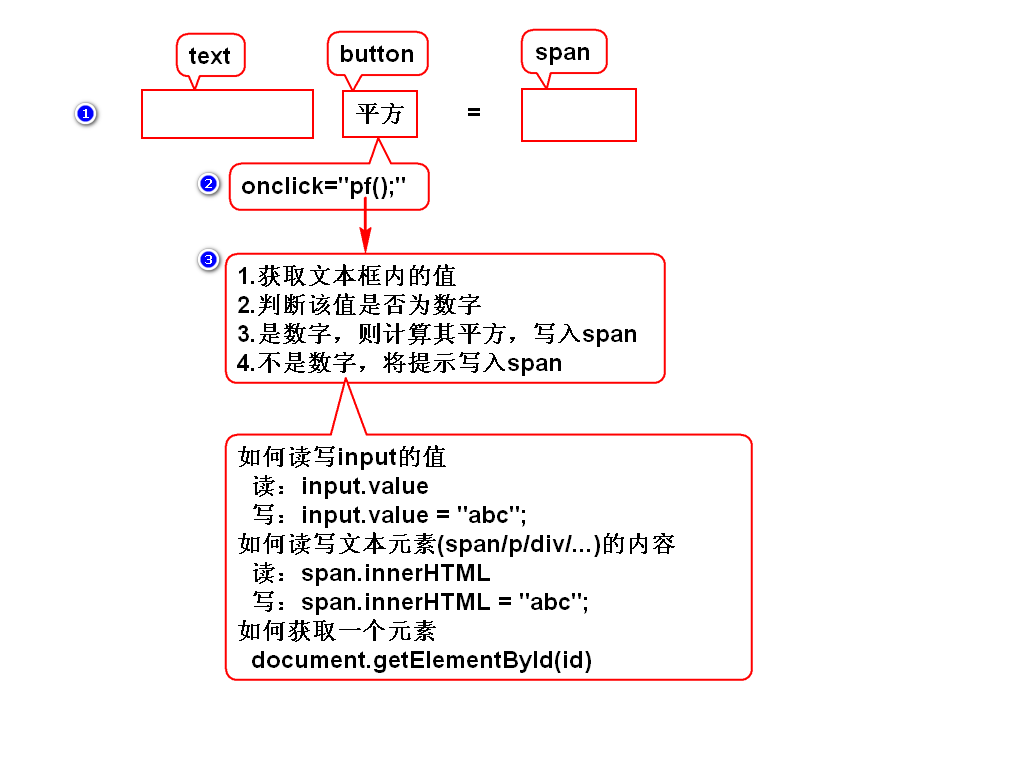 text
button
span
1
平方
=
2
onclick="pf();"
3
1.获取文本框内的值
2.判断该值是否为数字
3.是数字，则计算其平方，写入span
4.不是数字，将提示写入span
如何读写input的值
读：input.value
写：input.value = "abc";
如何读写文本元素(span/p/div/...)的内容
读：span.innerHTML
写：span.innerHTML = "abc";
如何获取一个元素
document.getElementById(id)